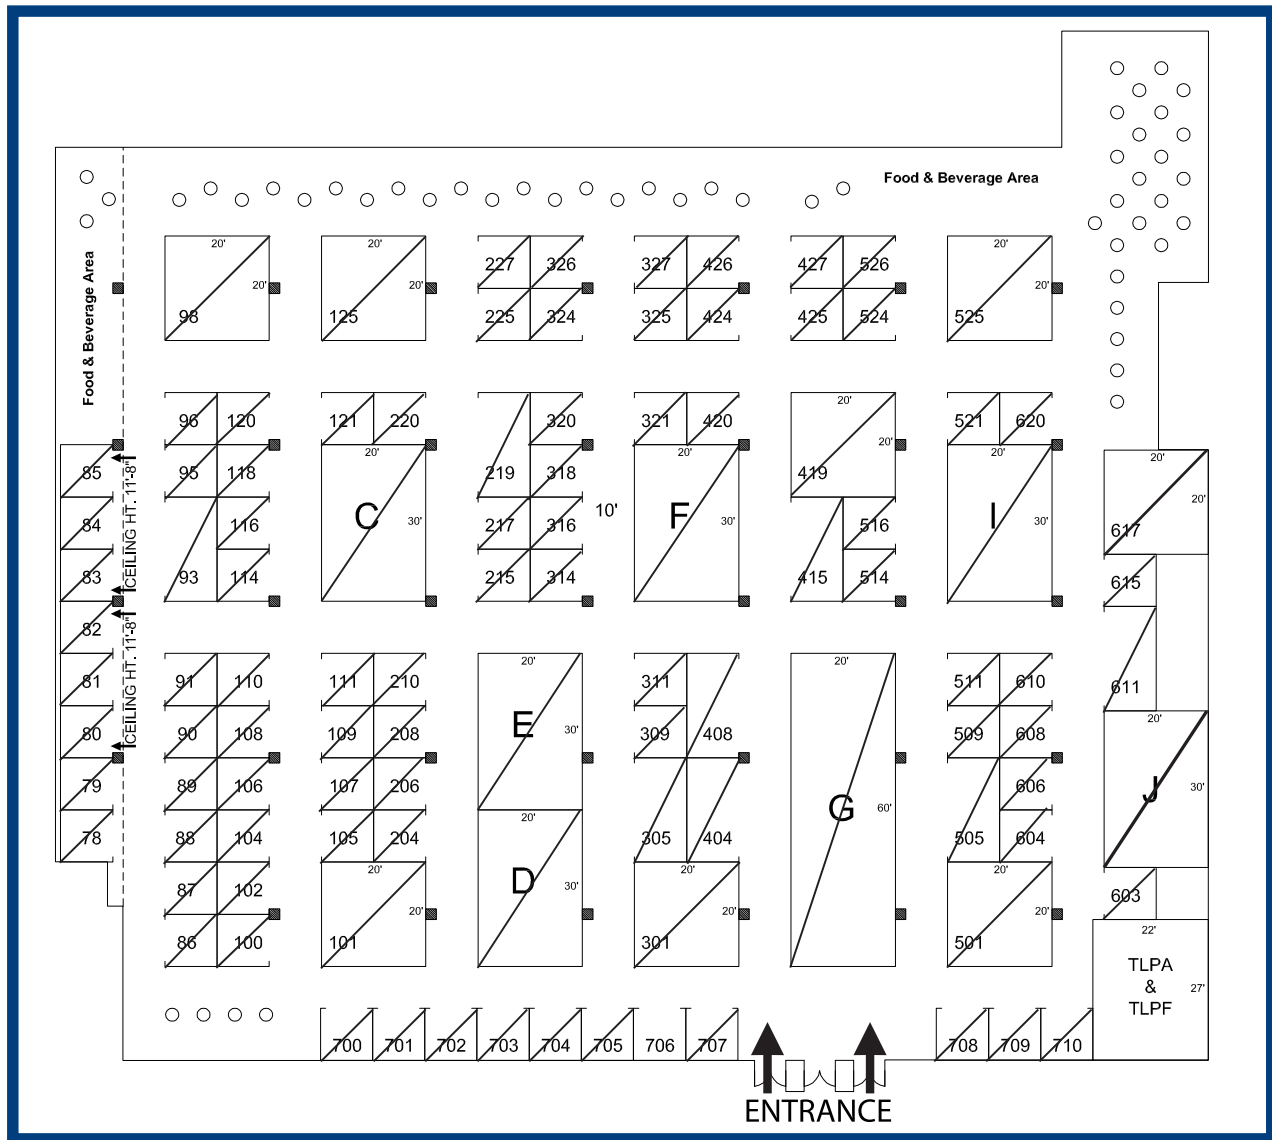 Food & Beverage Area
20' 20' 20'
227 326 327 426 427 526
Food & Beverage Area
20' 20' 20'
98 125 225 324 325 424 425 524 525
96 120 121 220 320 321 420 20' 521 620
20' 20' 20' 20' 20'
85 95 118 219 318 419 20'
CEILING HT. 11'-8"
84 116 C 30' 217 316 10' F 30' 516 I 30' 617
83 93 114 215 314 415 514 615
82
CEILING HT. 11'-8"
20' 20'
81 91 110 111 210 311 511 610 611
20'
80 90 108 109 208 E 30' 309 408 509 608
79 89 106 107 206 606 J 30'
G 60'
20'
78 88 104 105 204 305 404 505 604
20' 20' 20'
87 102 D 30' 603
20' 20' 20'
22'
86 100 101 301 501
TLPA
& 27'
TLPF
700 701 702 703 704 705 706 707 708 709 710
ENTRANCE